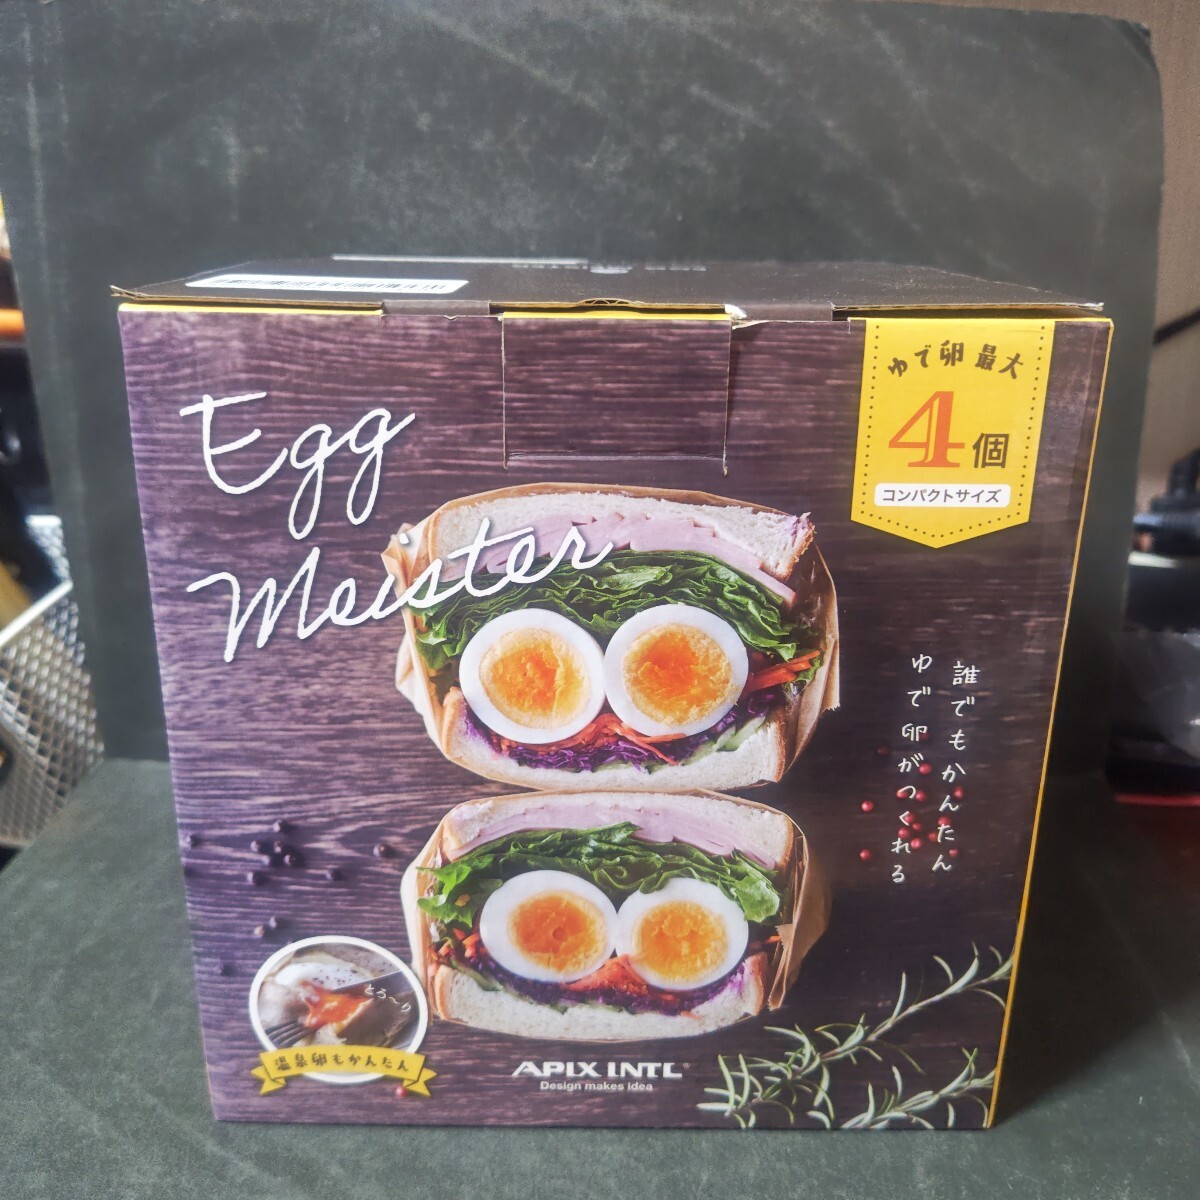 Egg
Meister
ゆで卵 最大
4個
コンパクトサイズ
誰でもかんたん
ゆで卵がつくれる
とろ〜り
温泉卵もかんたん
APIX INTL®
Design makes idea